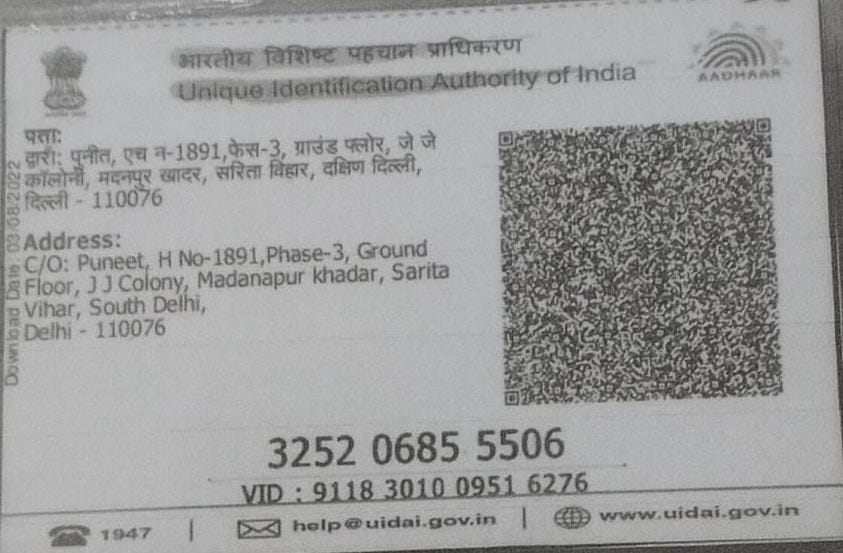 भारतीय विशिष्ट पहचान प्राधिकरण
Unique Identification Authority of India
AADHAAR
पता:
द्वारा: पुनीत, एच न-1891,फेस-3, ग्राउंड फ्लोर, जे जे
कॉलोनी, मदनपुर खादर, सरिता विहार, दक्षिण दिल्ली,
दिल्ली - 110076
Address:
C/O: Puneet, H No-1891,Phase-3, Ground
Floor, J J Colony, Madanapur khadar, Sarita
Vihar, South Delhi,
Delhi - 110076
Download Date: 03/08/2022
3252 0685 5506
VID : 9118 3010 0951 6276
1947 | help@uidai.gov.in | www.uidai.gov.in